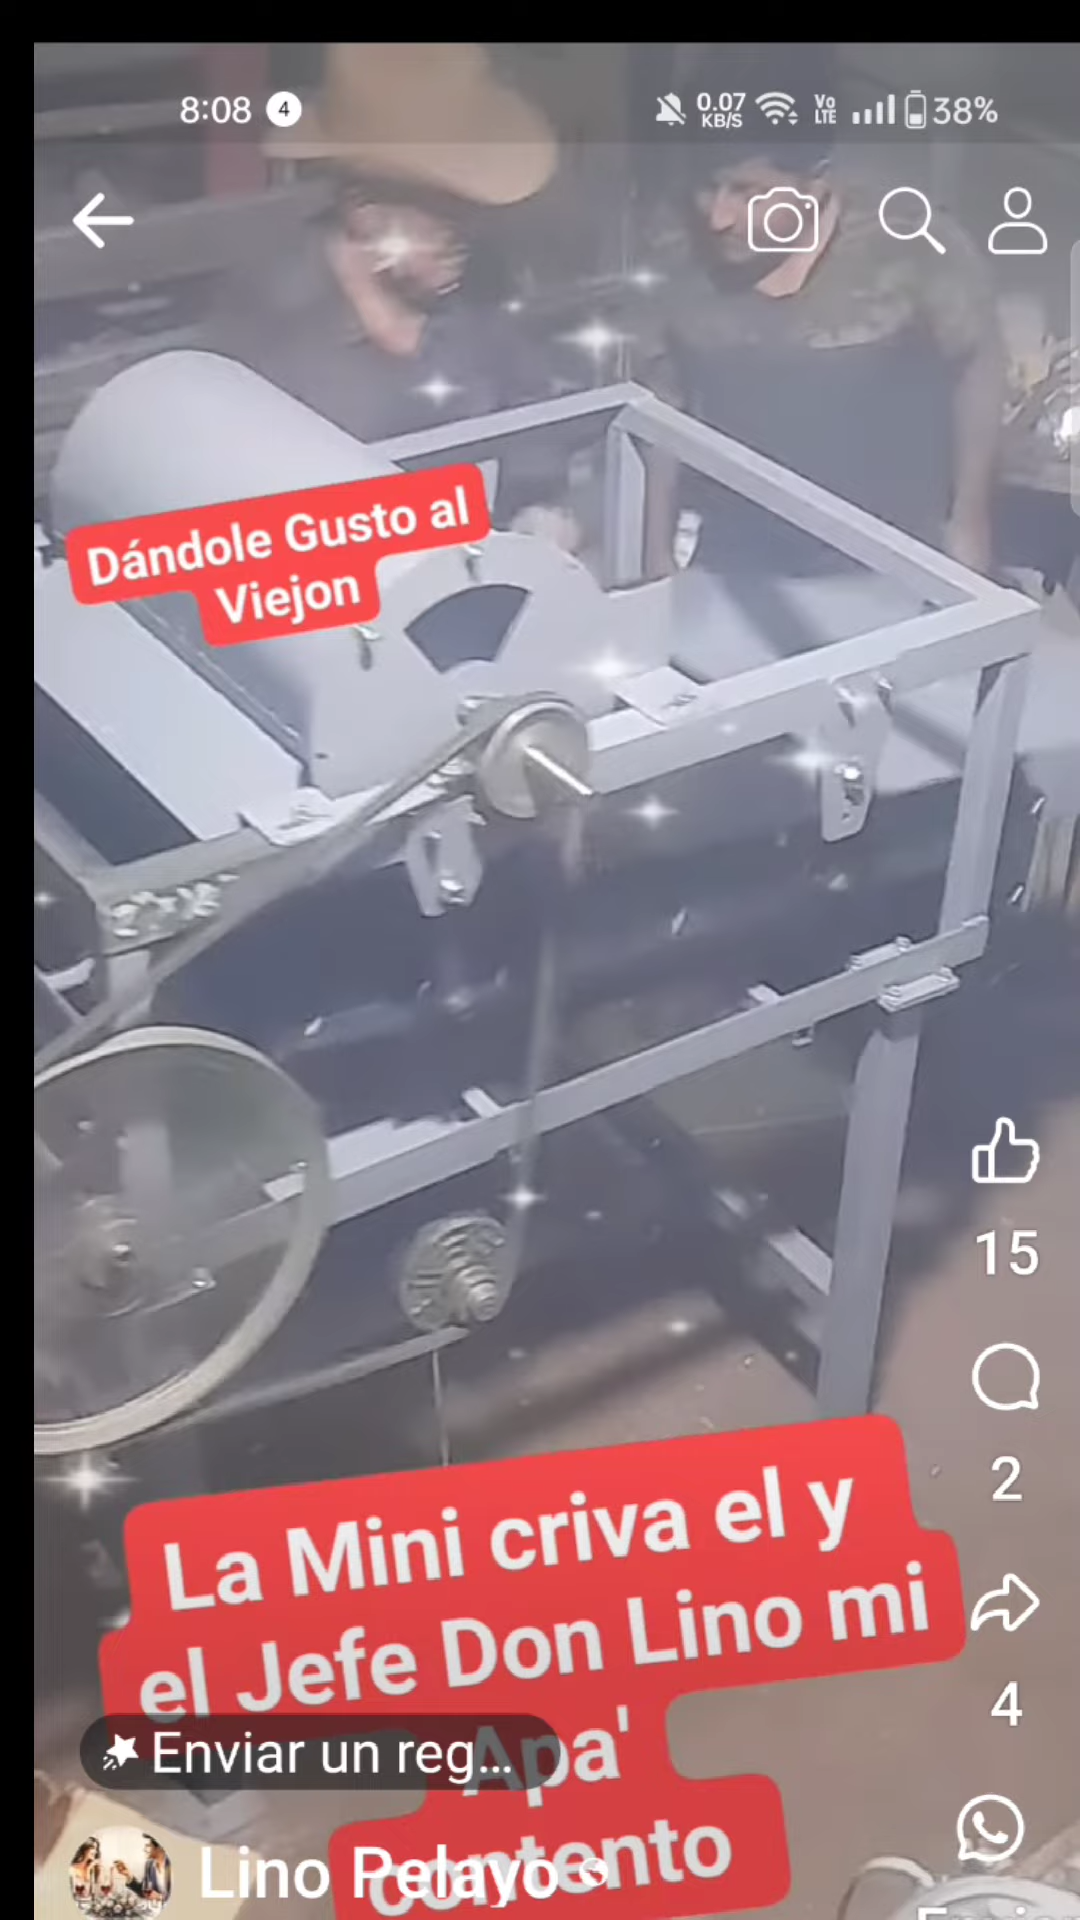 8:08 4 0.07 KB/S Vo LTE 38%
Dándole Gusto al
Viejon
15
2
La Mini criva el y
el Jefe Don Lino mi
Apa'
contento
4
Enviar un reg...
Lino Pelayo